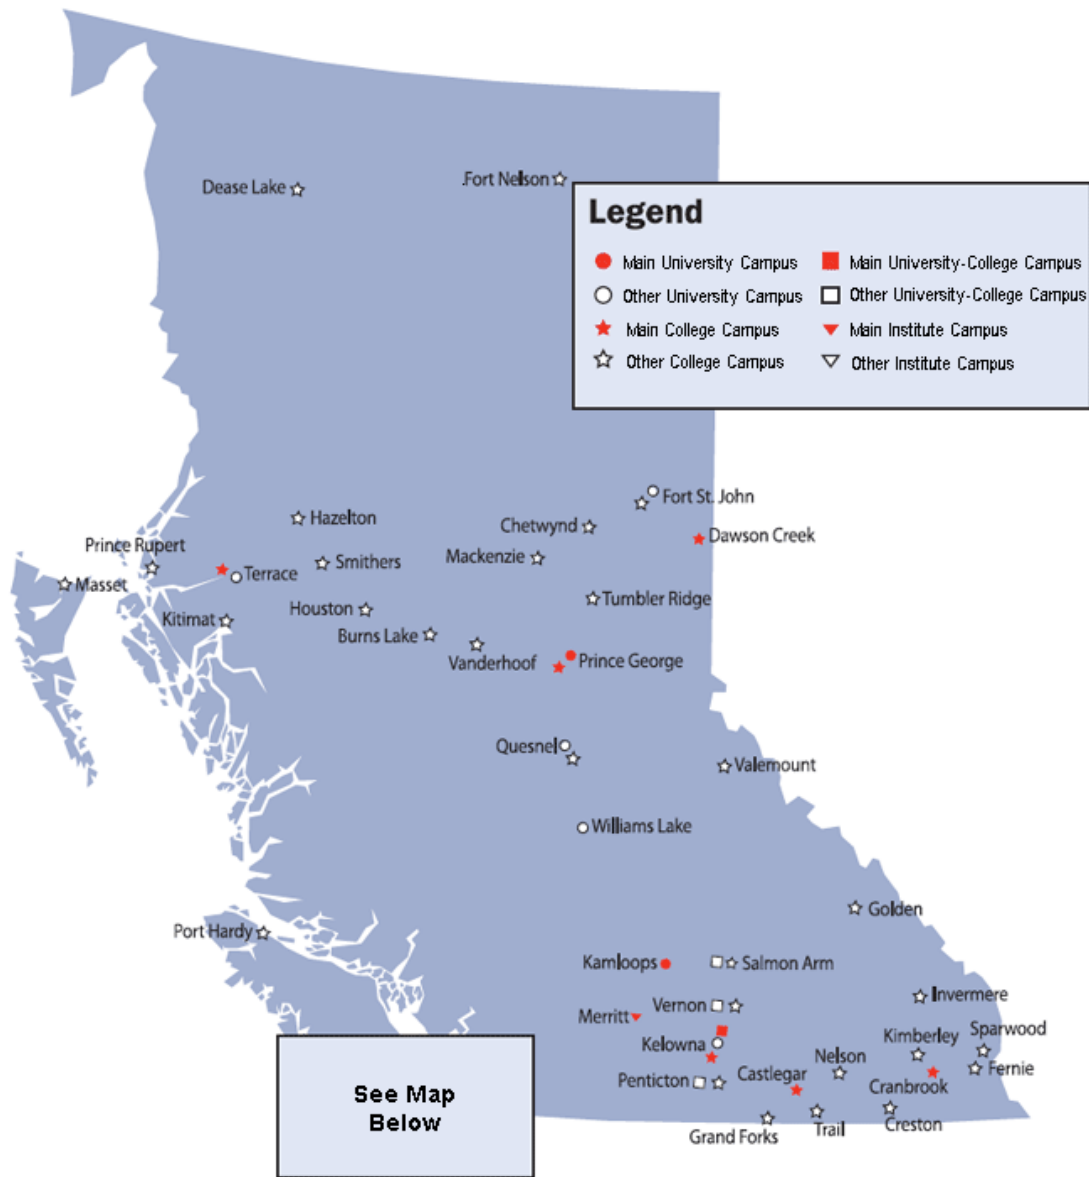 Dease Lake
.Fort Nelson
Legend
Main University Campus
Main University-College Campus
Other University Campus
Other University-College Campus
Main College Campus
Main Institute Campus
Other College Campus
Other Institute Campus
Fort St. John
Hazelton
Chetwynd
Dawson Creek
Prince Rupert
Mackenzie
Smithers
Terrace
Masset
Tumbler Ridge
Houston
Kitimat
Burns Lake
Vanderhoof
Prince George
Quesnel
Valemount
Williams Lake
Golden
Port Hardy
Kamloops
Salmon Arm
Invermere
Vernon
Merritt
Sparwood
Kimberley
Kelowna
Nelson
Fernie
Castlegar
Penticton
Cranbrook
See Map
Below
Creston
Trail
Grand Forks